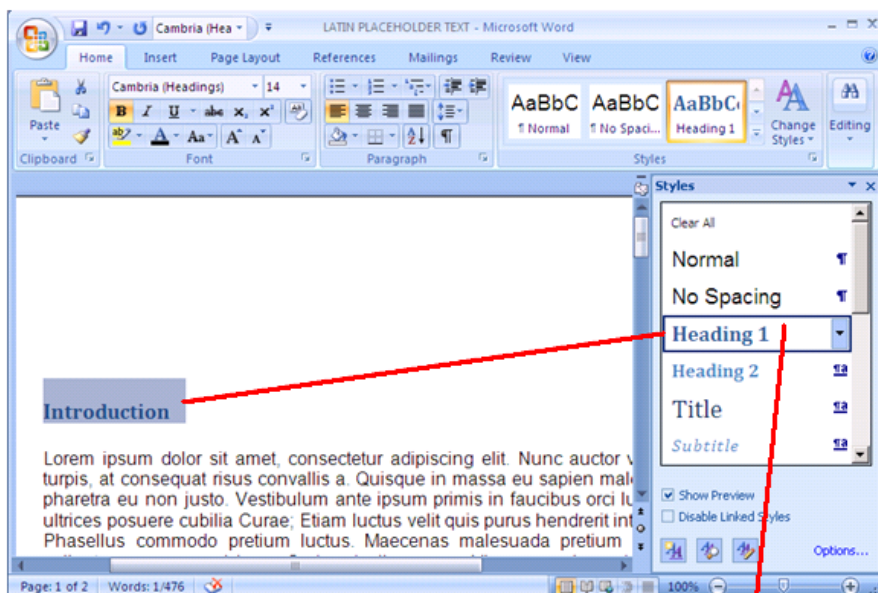 Cambria (Hea
LATIN PLACEHOLDER TEXT - Microsoft Word
Home Insert Page Layout References Mailings Review View
Paste
Clipboard
Cambria (Headings) 14
B I U abc x, x²
ab A Aa A A
Font
Paragraph
AaBbC AaBbC AaBbC
¶ Normal ¶ No Spaci... Heading 1
Change Styles
Styles
Editing
Introduction
Lorem ipsum dolor sit amet, consectetur adipiscing elit. Nunc auctor v
turpis, at consequat risus convallis a. Quisque in massa eu sapien male
pharetra eu non justo. Vestibulum ante ipsum primis in faucibus orci lu
ultrices posuere cubilia Curae; Etiam luctus velit quis purus hendrerit int
Phasellus commodo pretium luctus. Maecenas malesuada pretium
Styles
Clear All
Normal ¶
No Spacing ¶
Heading 1
Heading 2 ¶a
Title ¶a
Subtitle ¶a
Show Preview
Disable Linked Styles
Options...
Page: 1 of 2 Words: 1/476 100%